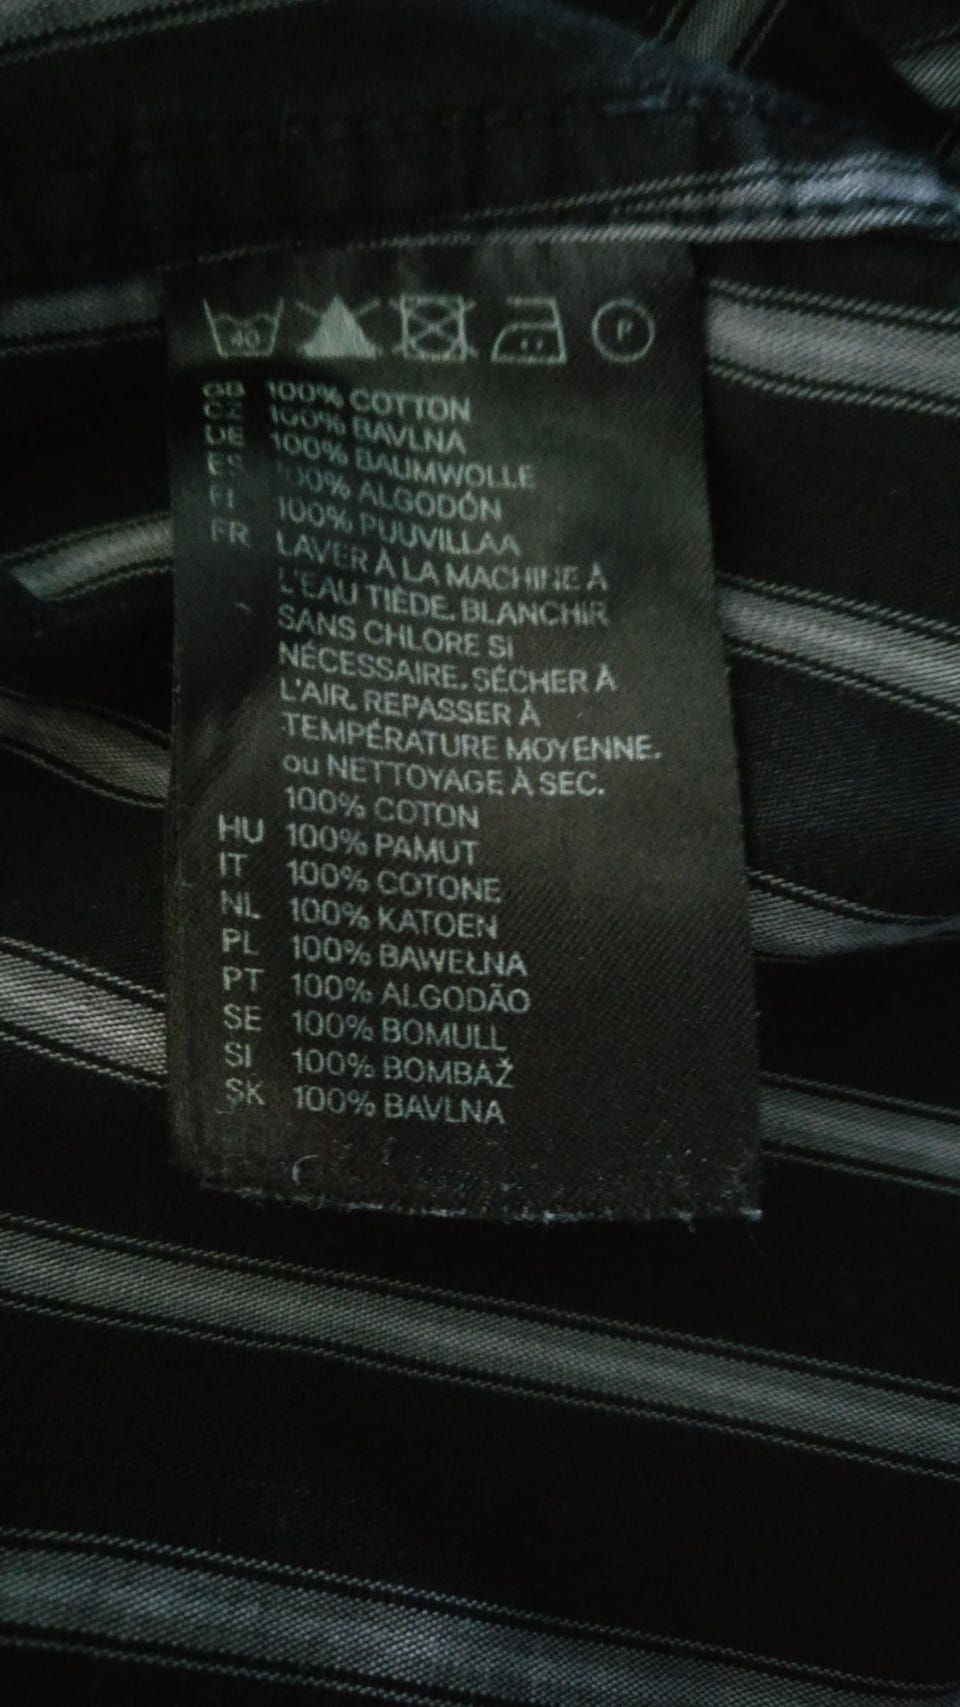 40 P
GB 100% COTTON
CZ 100% BAVLNA
DE 100% BAUMWOLLE
ES 100% ALGODÓN
FI 100% PUUVILLAA
FR LAVER À LA MACHINE À
L'EAU TIÈDE. BLANCHIR
SANS CHLORE SI
NÉCESSAIRE. SÉCHER À
L'AIR. REPASSER À
TEMPÉRATURE MOYENNE.
ou NETTOYAGE À SEC.
100% COTON
HU 100% PAMUT
IT 100% COTONE
NL 100% KATOEN
PL 100% BAWEŁNA
PT 100% ALGODÃO
SE 100% BOMULL
SI 100% BOMBAŽ
SK 100% BAVLNA